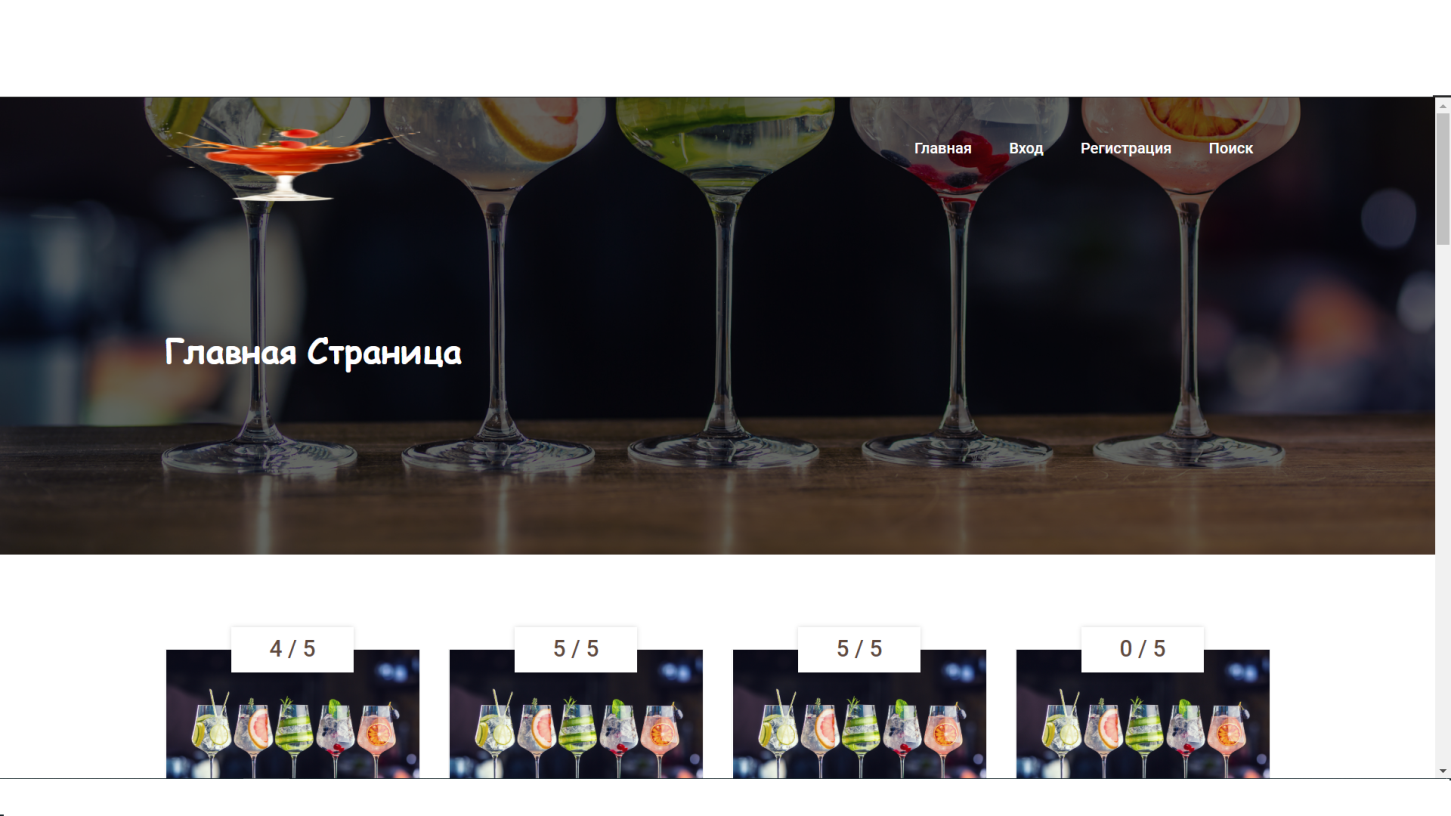 Главная Вход Регистрация Поиск
Главная Страница
4 / 5 5 / 5 5 / 5 0 / 5